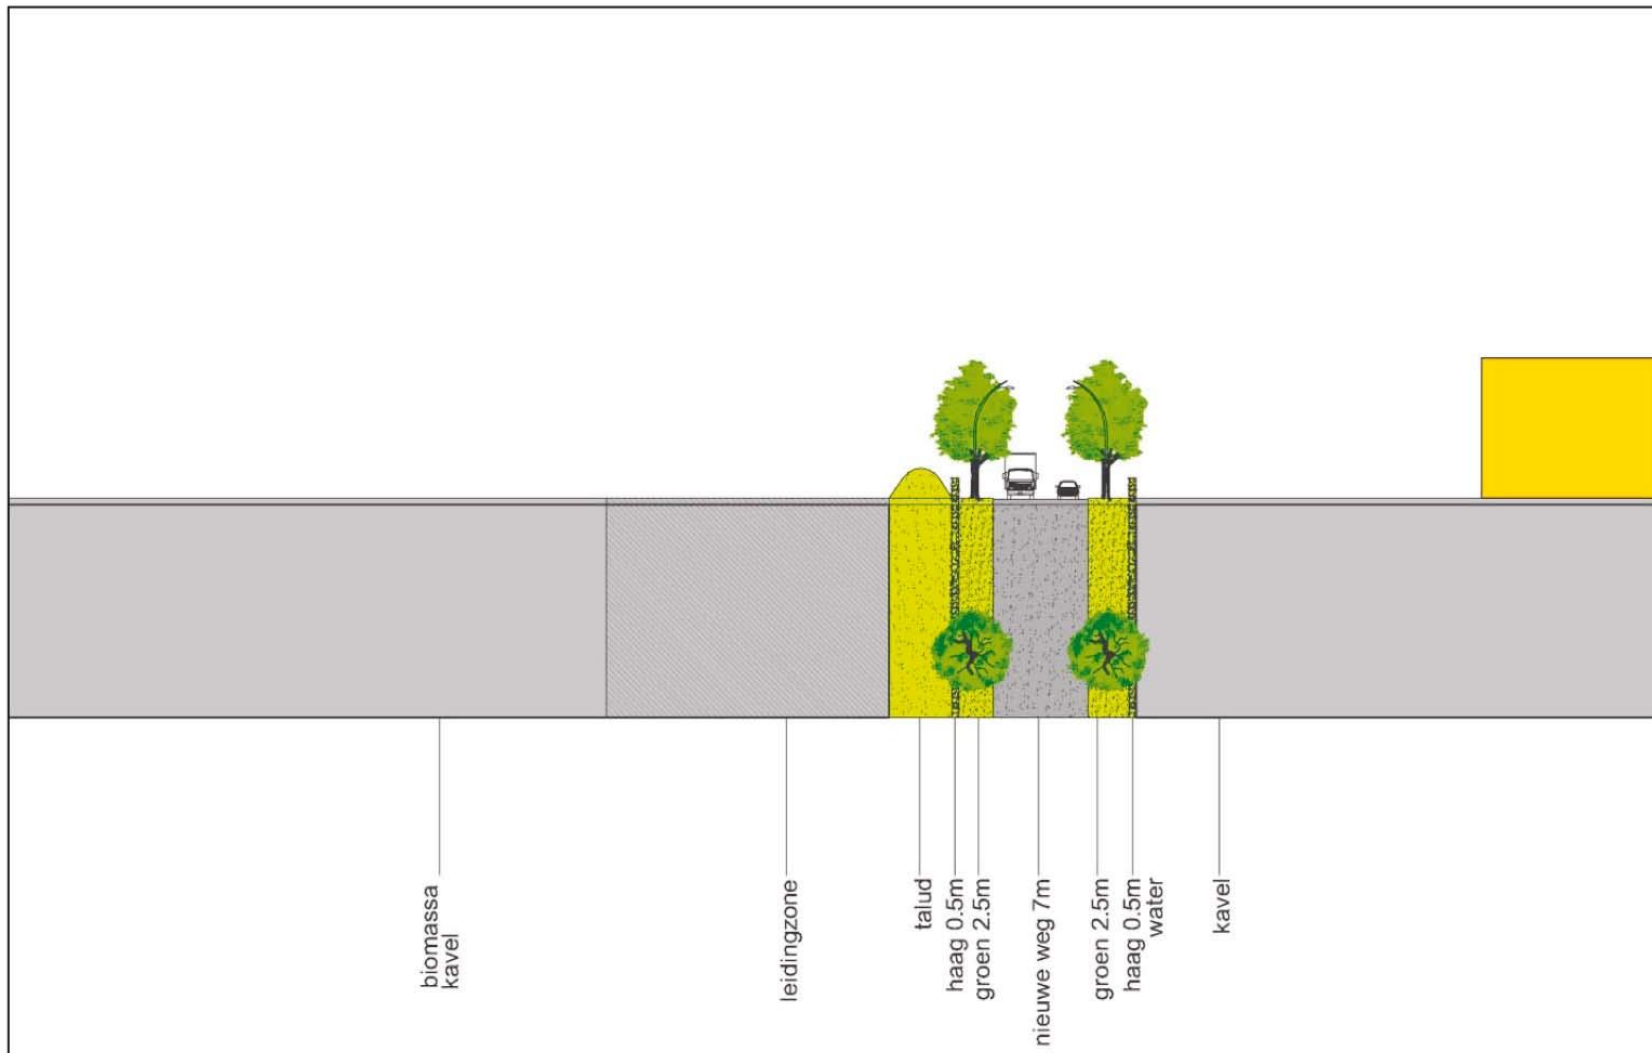 biomassa
kavel
leidingzone
talud
haag 0.5m
groen 2.5m
nieuwe weg 7m
groen 2.5m
haag 0.5m
water
kavel